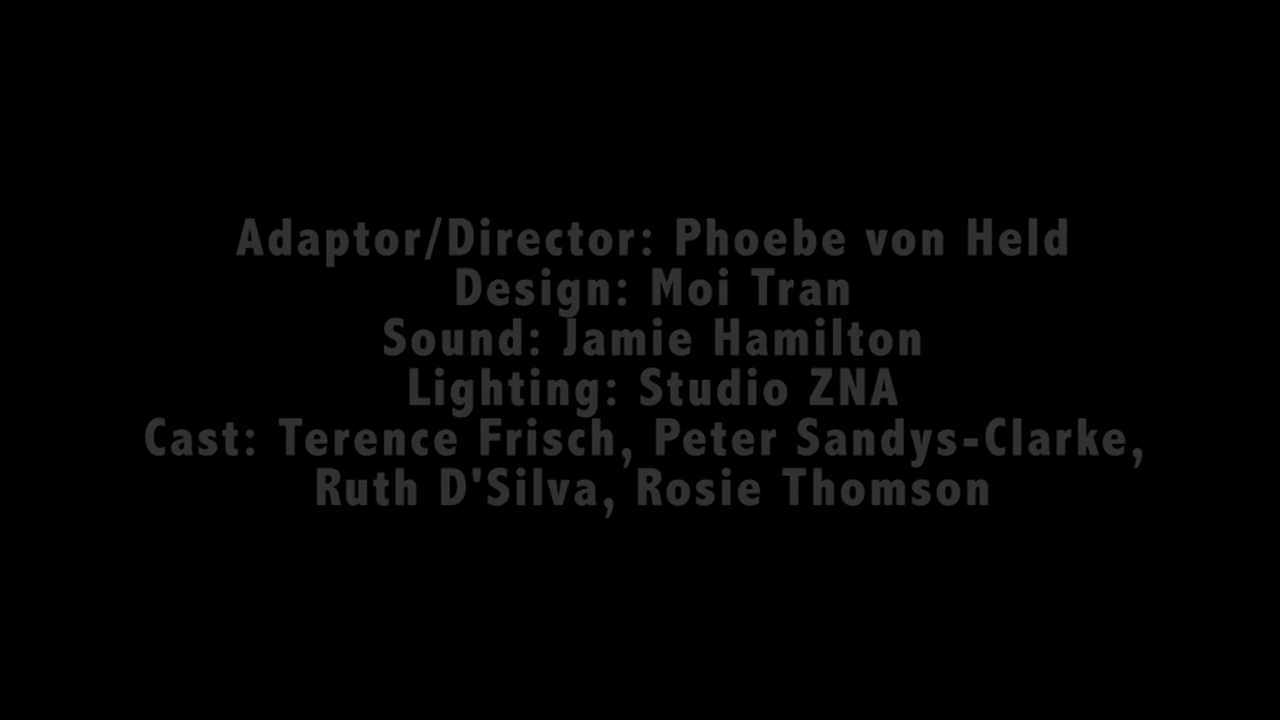 Adaptor/Director: Phoebe von Held
Design: Moi Tran
Sound: Jamie Hamilton
Lighting: Studio ZNA
Cast: Terence Frisch, Peter Sandys-Clarke,
Ruth D'Silva, Rosie Thomson